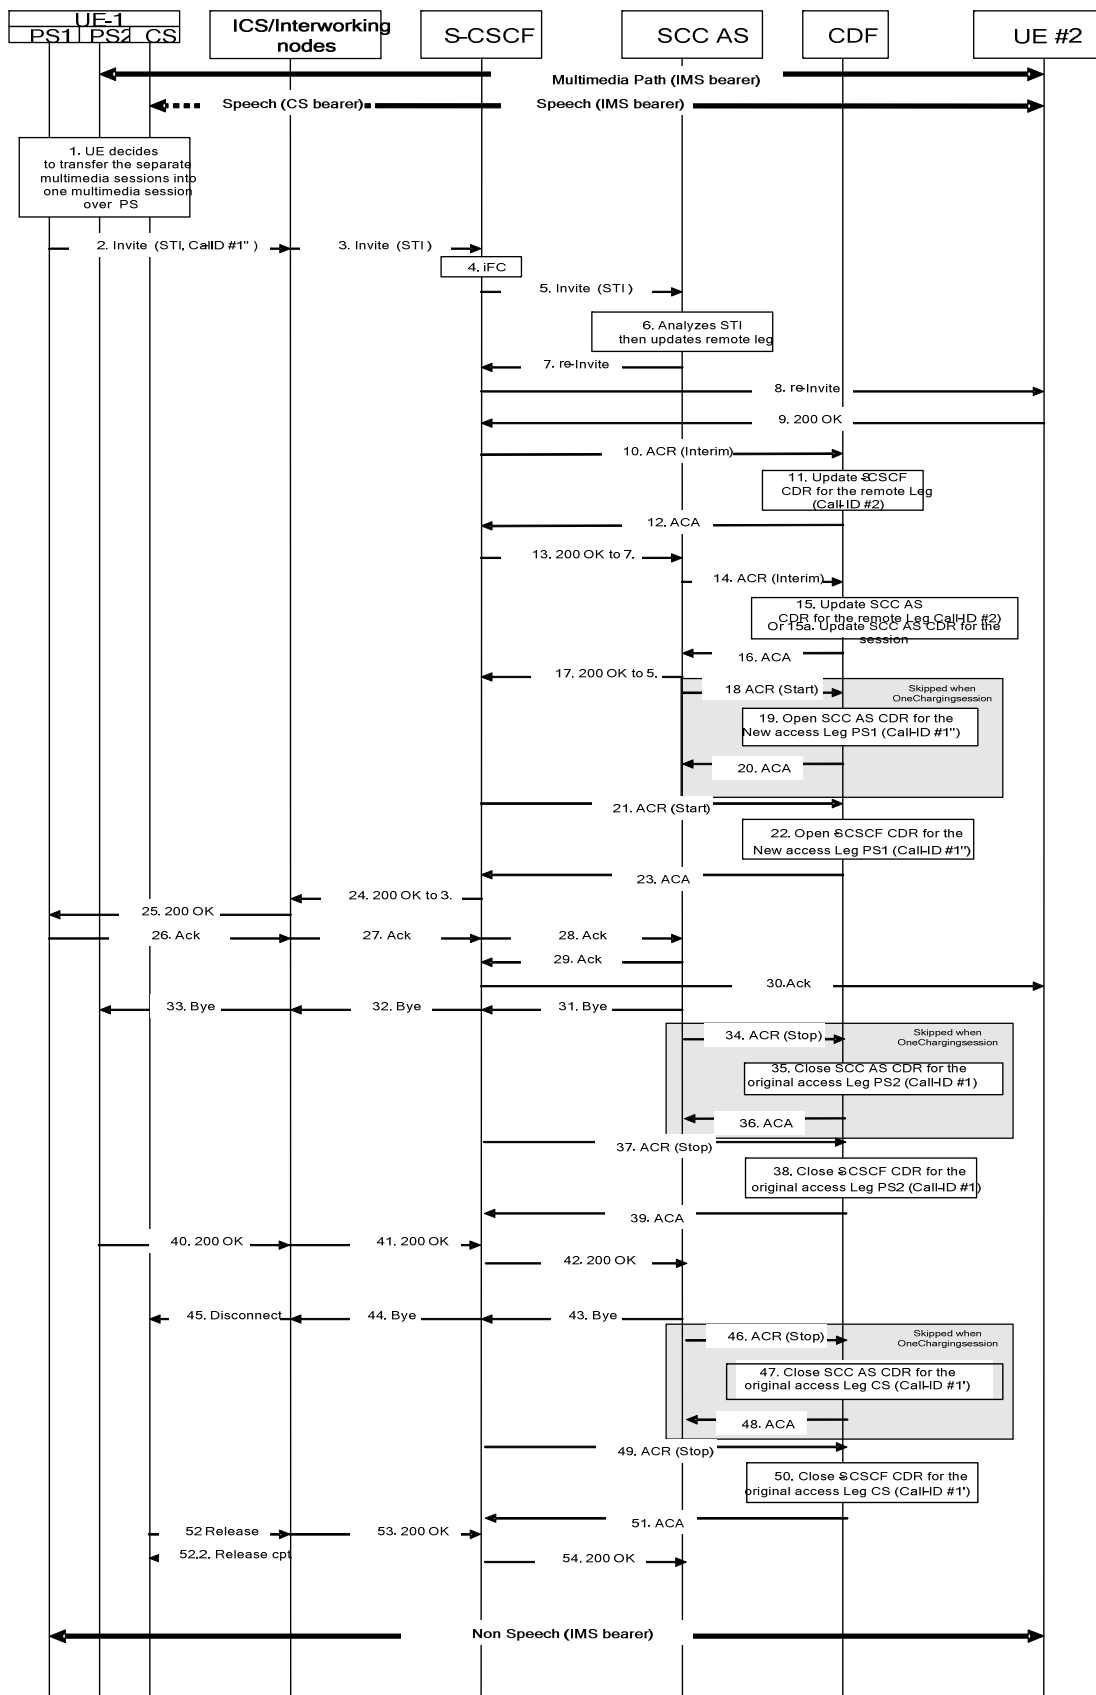 UE-1
PS1 PS2 CS
ICS/Interworking
nodes
S-CSCF
SCC AS
CDF
UE #2
Multimedia Path (IMS bearer)
Speech (CS bearer)
Speech (IMS bearer)
1. UE decides
to transfer the separate
multimedia sessions into
one multimedia session
over PS
2. Invite (STI, Call-ID #1'' )
3. Invite (STI)
4. iFC
5. Invite (STI)
6. Analyzes STI
then updates remote leg
7. re-Invite
8. re-Invite
9. 200 OK
10. ACR (Interim)
11. Update S-CSCF
CDR for the remote Leg
(Call-ID #2)
12. ACA
13. 200 OK to 7.
14. ACR (Interim)
15. Update SCC AS
CDR for the remote Leg Call-ID #2)
Or 15a. Update SCC AS CDR for the
session
16. ACA
17. 200 OK to 5.
18 ACR (Start)
Skipped when
OneChargingsession
19. Open SCC AS CDR for the
New access Leg PS1 (Call-ID #1'')
20. ACA
21. ACR (Start)
22. Open S-CSCF CDR for the
New access Leg PS1 (Call-ID #1'')
23. ACA
24. 200 OK to 3.
25. 200 OK
26. Ack
27. Ack
28. Ack
29. Ack
30.Ack
33. Bye
32. Bye
31. Bye
34. ACR (Stop)
Skipped when
OneChargingsession
35. Close SCC AS CDR for the
original access Leg PS2 (Call-ID #1)
36. ACA
37. ACR (Stop)
38. Close S-CSCF CDR for the
original access Leg PS2 (Call-ID #1)
39. ACA
40. 200 OK
41. 200 OK
42. 200 OK
45. Disconnect
44. Bye
43. Bye
46. ACR (Stop)
Skipped when
OneChargingsession
47. Close SCC AS CDR for the
original access Leg CS (Call-ID #1')
48. ACA
49. ACR (Stop)
50. Close S-CSCF CDR for the
original access Leg CS (Call-ID #1')
51. ACA
52 Release
53. 200 OK
52.2. Release cpt
54. 200 OK
Non Speech (IMS bearer)